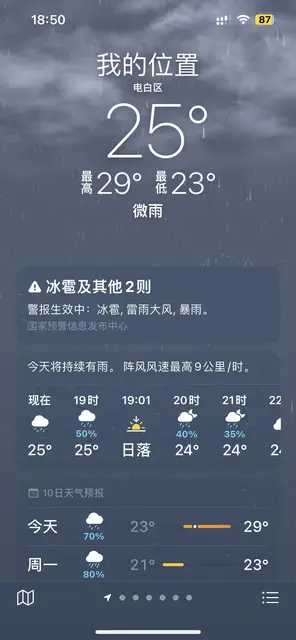 18:50
87
我的位置
电白区
25°
最高 29° 最低 23°
微雨
冰雹及其他 2 则
警报生效中：冰雹, 雷雨大风, 暴雨。
国家预警信息发布中心
今天将持续有雨。 阵风风速最高 9 公里/时。
现在 19时 19:01 20时 21时 22
50% 40% 35%
25° 25° 日落 24° 24° 24
10日天气预报
今天 70% 23° 29°
周一 80% 21° 23°